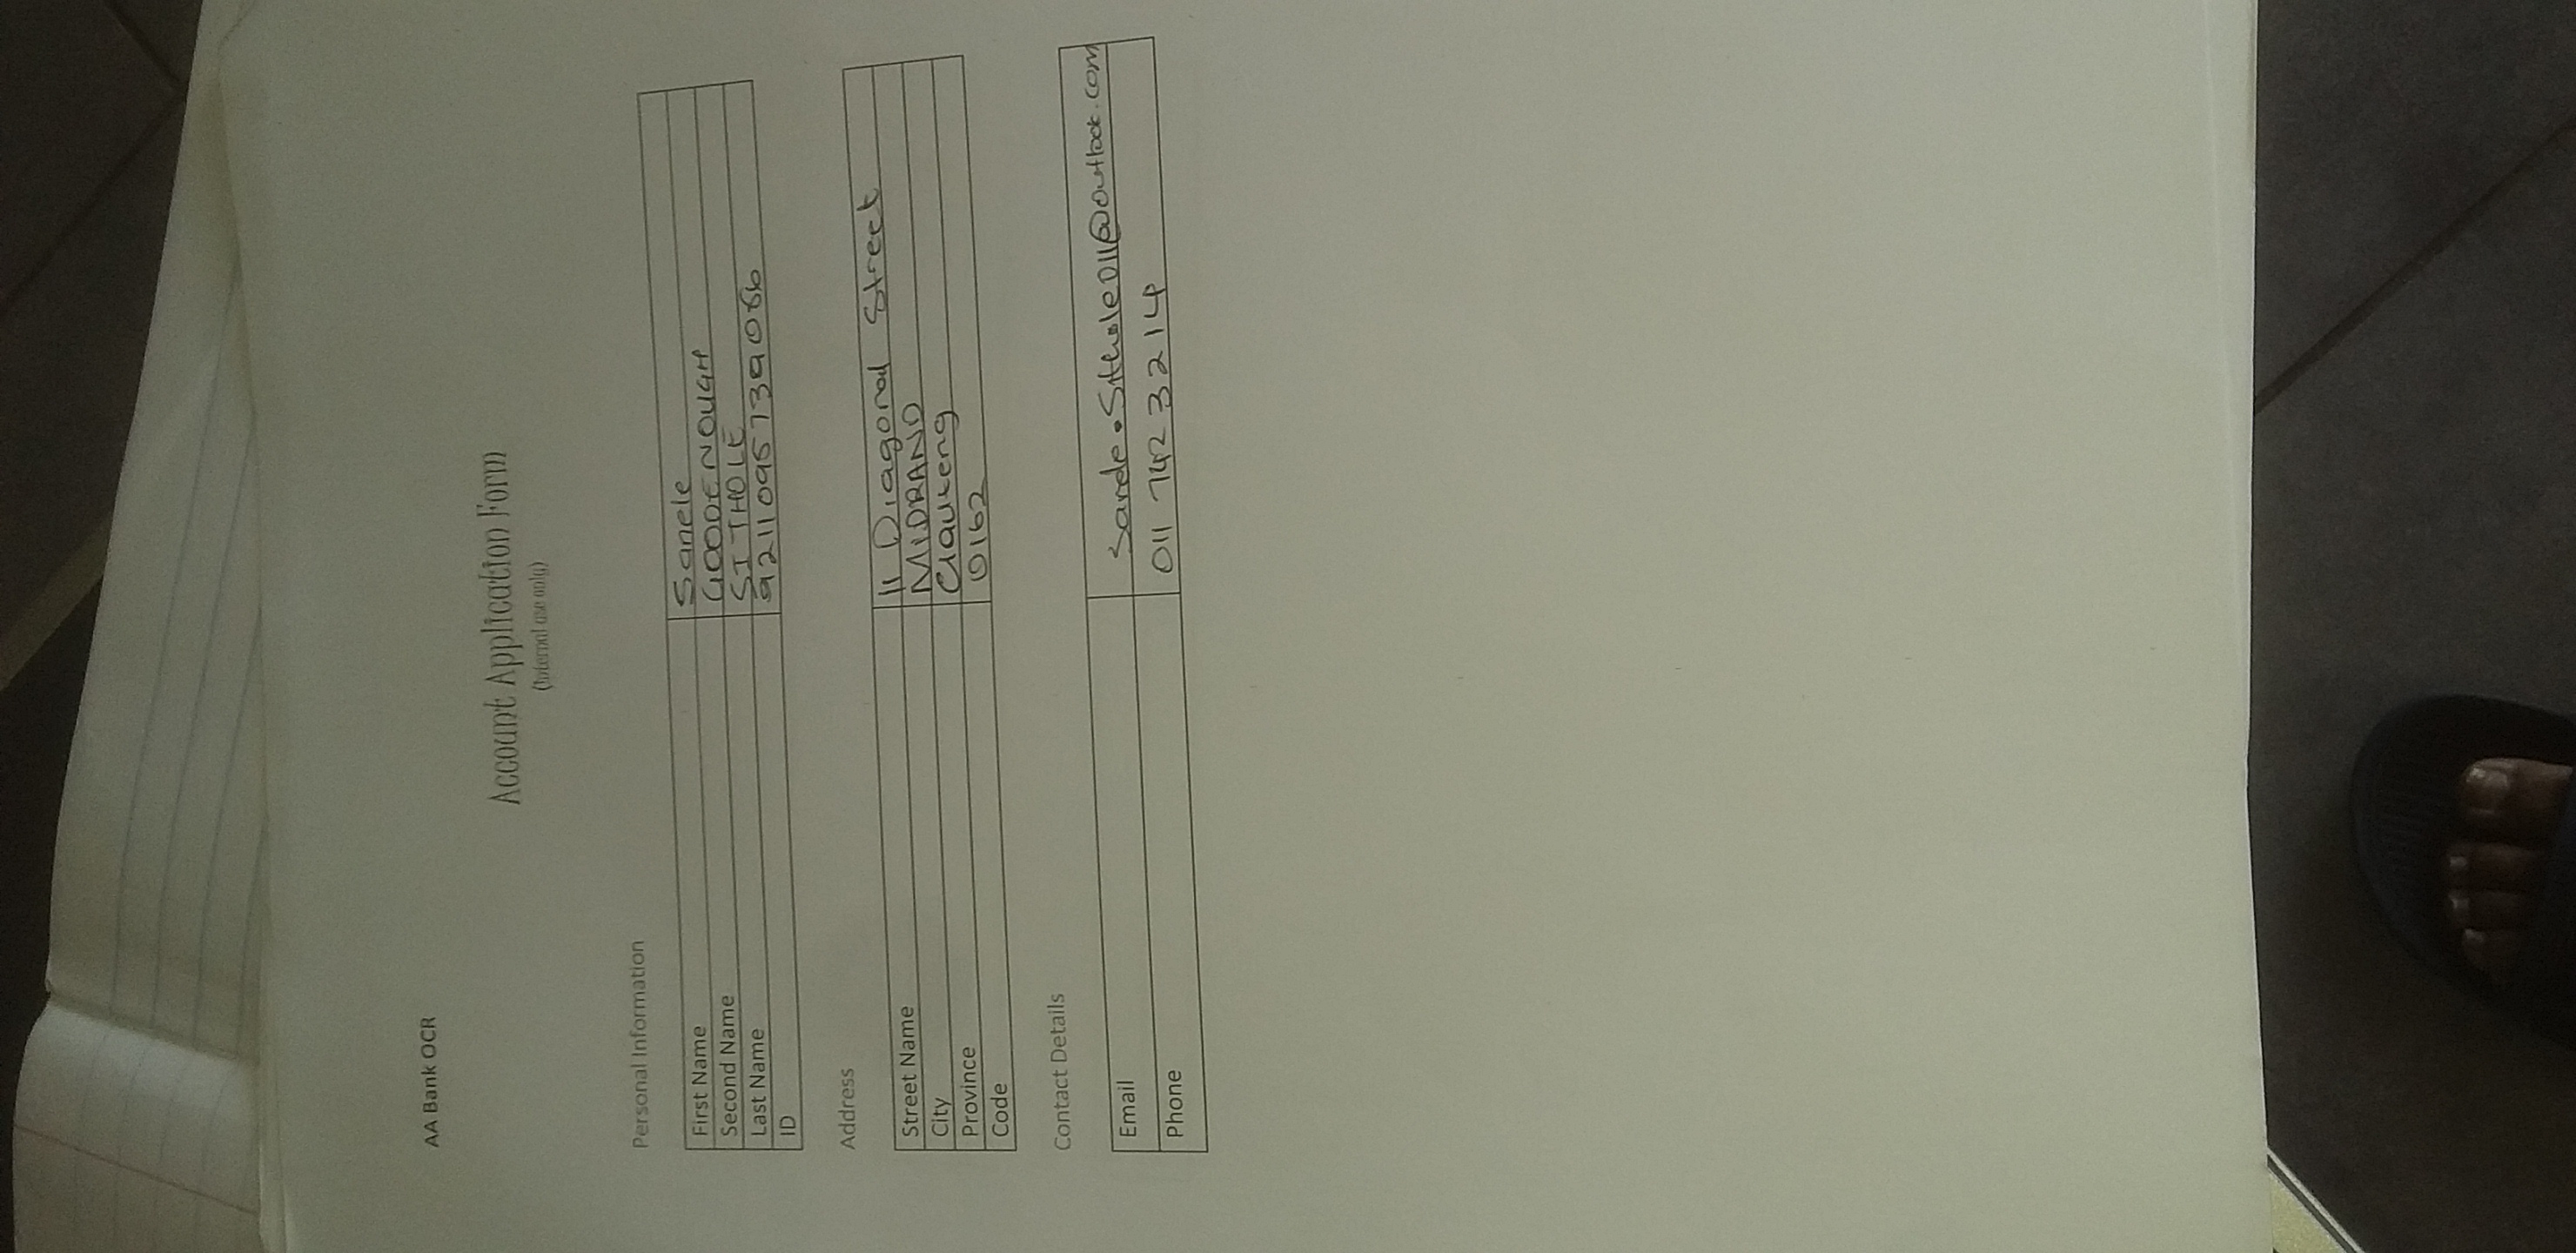 AA Bank OCR
Account Application Form
(Internal use only)
Personal Information
First Name Sanele
Second Name GOODENOUGH
Last Name SITHOLE
ID 9211095739086
Address
Street Name 11 Diagonal Street
City MIDRAND
Province Gauteng
Code 0162
Contact Details
Email Sanele.Sithole011@outlook.com
Phone 011 742 3214